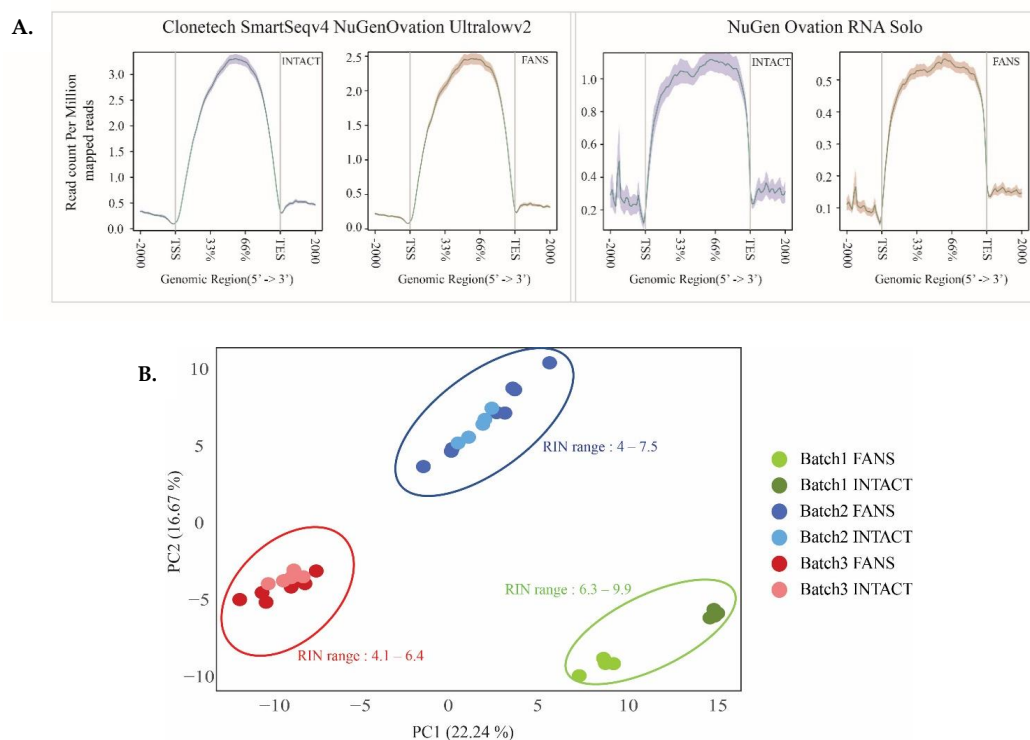 A.
Clonetech SmartSeqv4 NuGenOvation Ultralowv2
NuGen Ovation RNA Solo
Read count Per Million
mapped reads
INTACT
3.0
2.5
2.0
1.5
1.0
0.5
0.0
-2000
TSS
33%
66%
TES
2000
Genomic Region(5' -> 3')
FANS
2.5
2.0
1.5
1.0
0.5
0.0
-2000
TSS
33%
66%
TES
2000
Genomic Region(5' -> 3')
INTACT
1.0
0.8
0.6
0.4
0.2
-2000
TSS
33%
66%
TES
2000
Genomic Region(5' -> 3')
FANS
0.5
0.4
0.3
0.2
0.1
-2000
TSS
33%
66%
TES
2000
Genomic Region(5' -> 3')
B.
PC2 (16.67 %)
10
5
0
−5
−10
RIN range : 4 – 7.5
RIN range : 6.3 – 9.9
RIN range : 4.1 – 6.4
−10
−5
0
5
10
15
PC1 (22.24 %)
Batch1 FANS
Batch1 INTACT
Batch2 FANS
Batch2 INTACT
Batch3 FANS
Batch3 INTACT